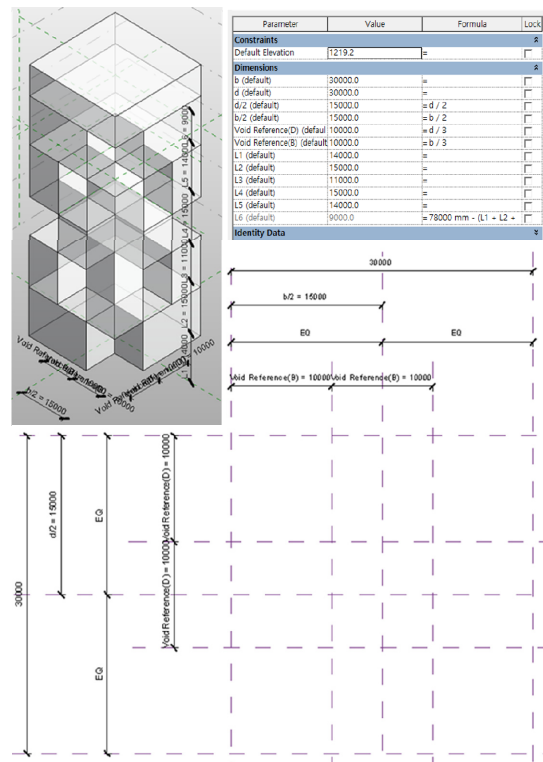 Parameter Value Formula Lock
Constraints
Default Elevation 1219.2 =
Dimensions
b (default) 30000.0 =
d (default) 30000.0 =
d/2 (default) 15000.0 = d / 2
b/2 (default) 15000.0 = b / 2
Void Reference(D) (defaul 10000.0 = d / 3
Void Reference(B) (default 10000.0 = b / 3
L1 (default) 14000.0 =
L2 (default) 15000.0 =
L3 (default) 11000.0 =
L4 (default) 15000.0 =
L5 (default) 14000.0 =
L6 (default) 9000.0 = 78000 mm - (L1 + L2 +
Identity Data
L6 = 9000
L5 = 14000
L4 = 15000
L3 = 11000
L2 = 15000
L1 = 14000
b/2 = 15000
30000
b/2 = 15000
EQ EQ
Void Reference(B) = 10000 Void Reference(B) = 10000
30000
d/2 = 15000
EQ
EQ
Void Reference(D) = 10000
Void Reference(D) = 10000